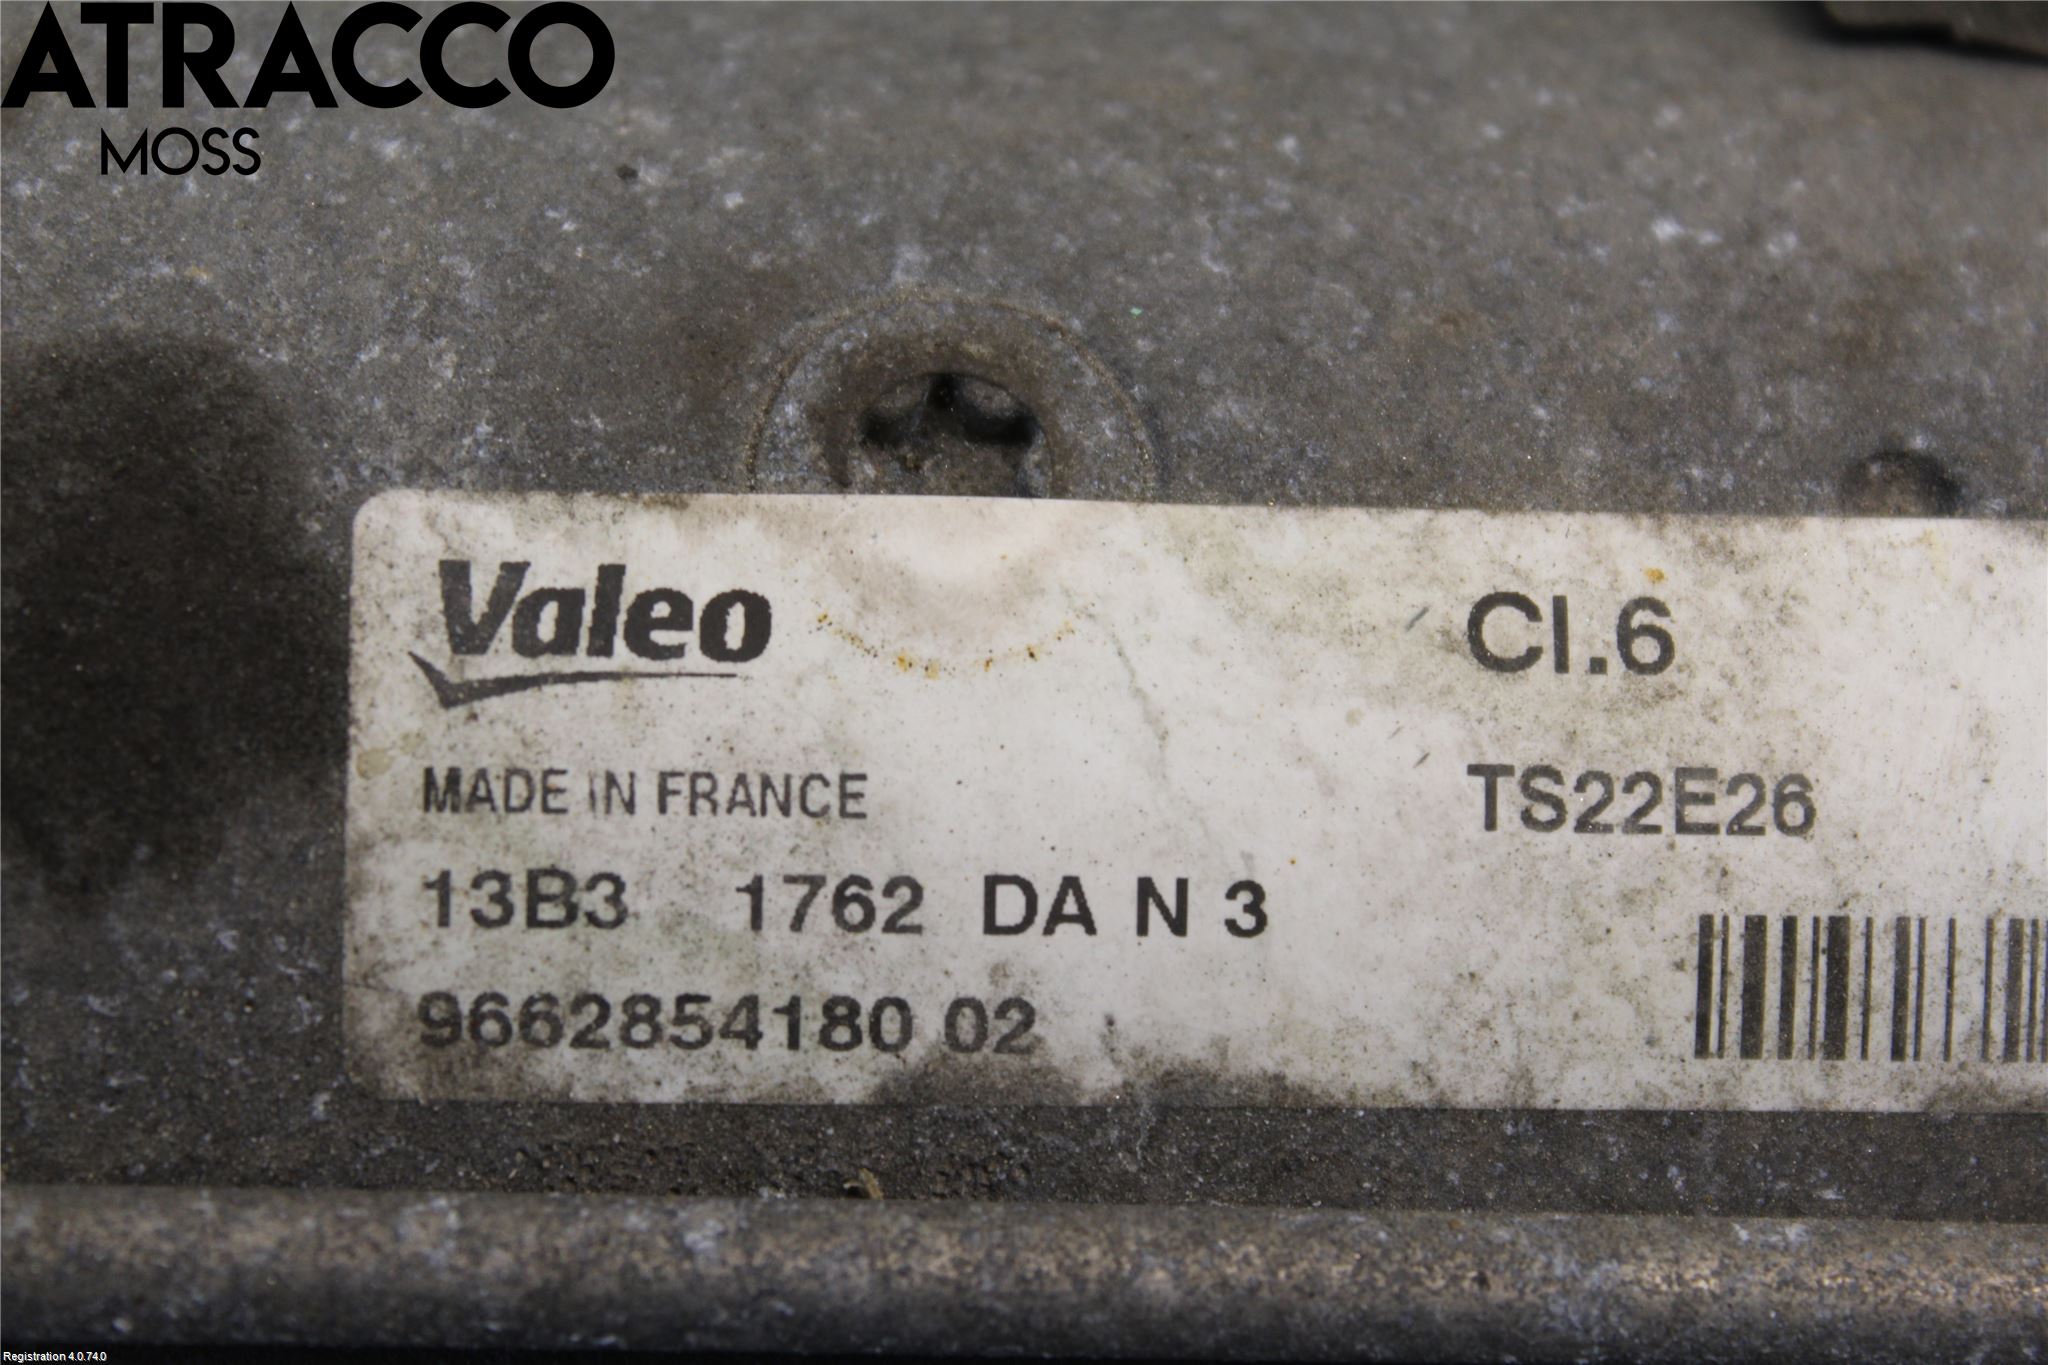 ATRACCO
MOSS
Valeo
CI.6
MADE IN FRANCE
TS22E26
13B3 1762 DA N 3
9662854180 02
Registration 4.0.74.0